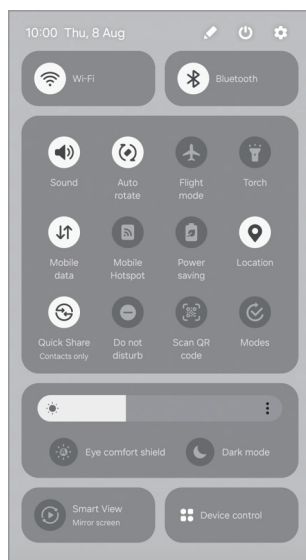 10:00 Thu, 8 Aug
Wi-Fi
Bluetooth
Sound
Auto
rotate
Flight
mode
Torch
Mobile
data
Mobile
Hotspot
Power
saving
Location
Quick Share
Contacts only
Do not
disturb
Scan QR
code
Modes
Eye comfort shield
Dark mode
Smart View
Mirror screen
Device control